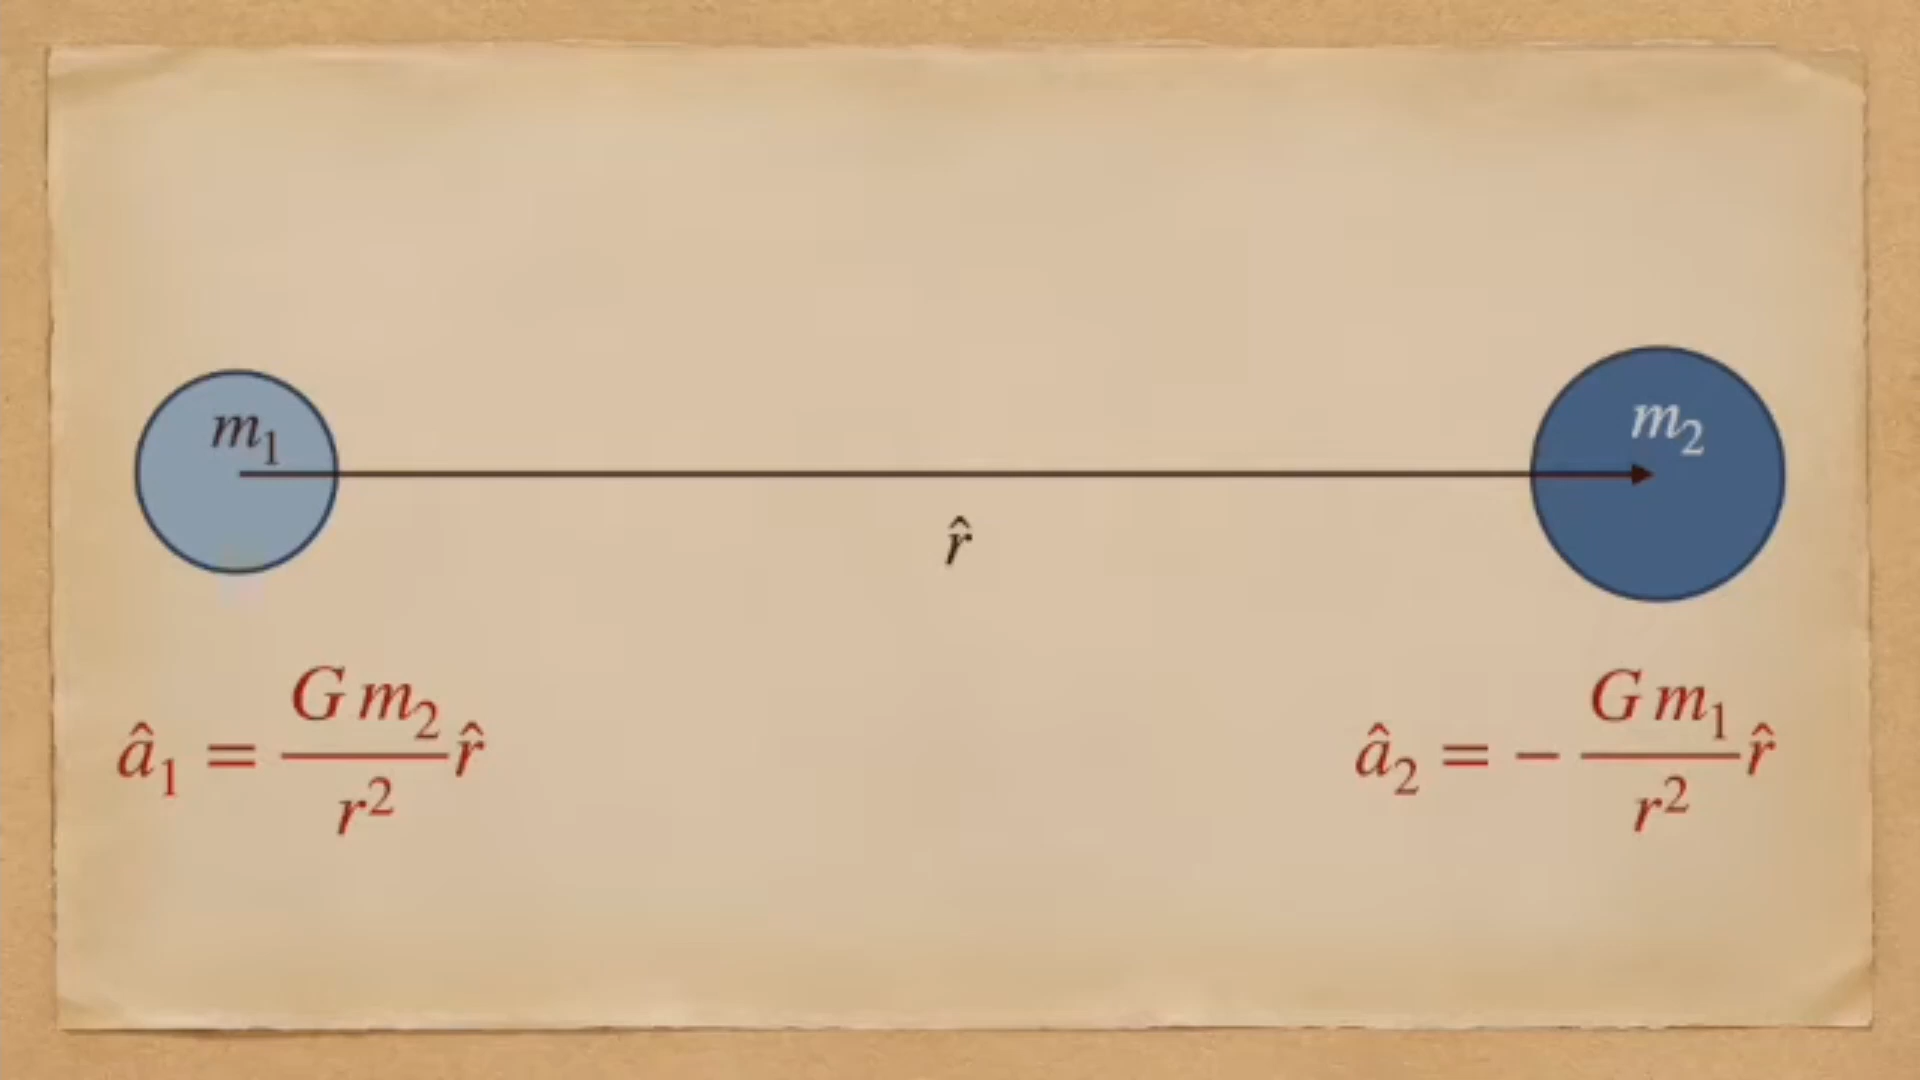 m₁
m₂
r̂
â₁ = G m₂ / r² r̂
â₂ = − G m₁ / r² r̂